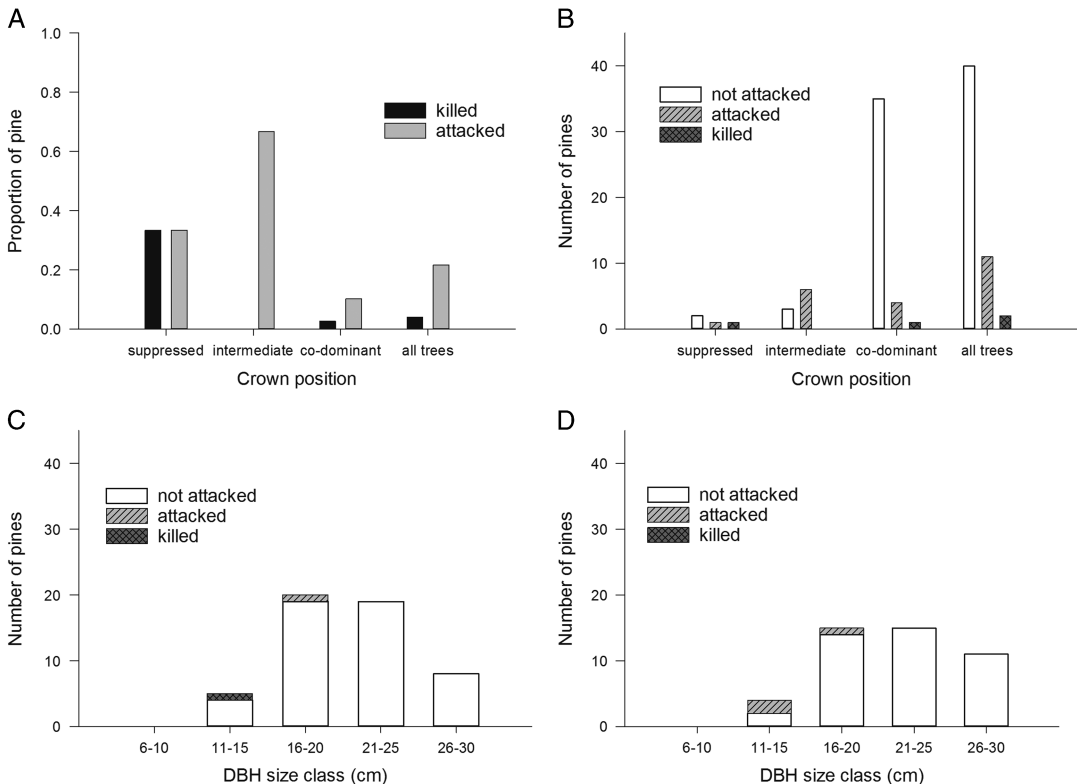 A
Proportion of pine
1.0
0.8
0.6
0.4
0.2
0.0
killed
attacked
suppressed intermediate co-dominant all trees
Crown position
B
Number of pines
40
30
20
10
0
not attacked
attacked
killed
suppressed intermediate co-dominant all trees
Crown position
C
Number of pines
40
30
20
10
0
not attacked
attacked
killed
6-10 11-15 16-20 21-25 26-30
DBH size class (cm)
D
Number of pines
40
30
20
10
0
not attacked
attacked
killed
6-10 11-15 16-20 21-25 26-30
DBH size class (cm)